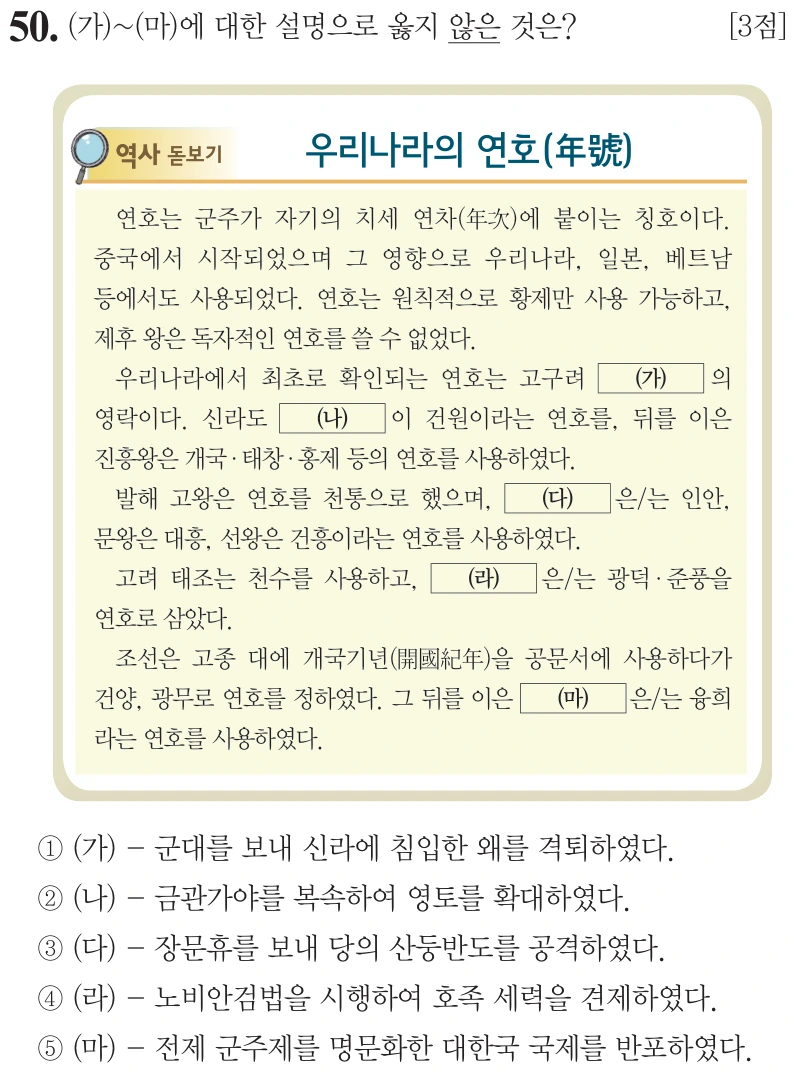 50. (가)~(마)에 대한 설명으로 옳지 않은 것은? [3점]
역사 돋보기 우리나라의 연호(年號)
연호는 군주가 자기의 치세 연차(年次)에 붙이는 칭호이다.
중국에서 시작되었으며 그 영향으로 우리나라, 일본, 베트남
등에서도 사용되었다. 연호는 원칙적으로 황제만 사용 가능하고,
제후 왕은 독자적인 연호를 쓸 수 없었다.
우리나라에서 최초로 확인되는 연호는 고구려 (가) 의
영락이다. 신라도 (나) 이 건원이라는 연호를, 뒤를 이은
진흥왕은 개국·태창·홍제 등의 연호를 사용하였다.
발해 고왕은 연호를 천통으로 했으며, (다) 은/는 인안,
문왕은 대흥, 선왕은 건흥이라는 연호를 사용하였다.
고려 태조는 천수를 사용하고, (라) 은/는 광덕·준풍을
연호로 삼았다.
조선은 고종 대에 개국기년(開國紀年)을 공문서에 사용하다가
건양, 광무로 연호를 정하였다. 그 뒤를 이은 (마) 은/는 융희
라는 연호를 사용하였다.
① (가) - 군대를 보내 신라에 침입한 왜를 격퇴하였다.
② (나) - 금관가야를 복속하여 영토를 확대하였다.
③ (다) - 장문휴를 보내 당의 산둥반도를 공격하였다.
④ (라) - 노비안검법을 시행하여 호족 세력을 견제하였다.
⑤ (마) - 전제 군주제를 명문화한 대한국 국제를 반포하였다.